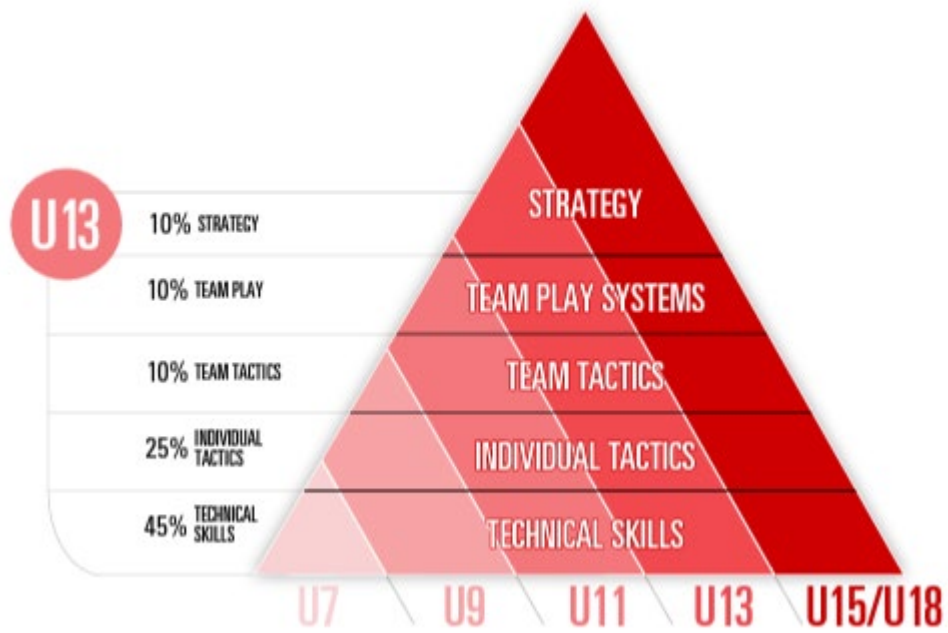 STRATEGY
U13
10% STRATEGY
TEAM PLAY SYSTEMS
10% TEAM PLAY
TEAM TACTICS
10% TEAM TACTICS
INDIVIDUAL TACTICS
25% INDIVIDUAL
TACTICS
TECHNICAL SKILLS
45% TECHNICAL
SKILLS
U7 U9 U11 U13 U15/U18